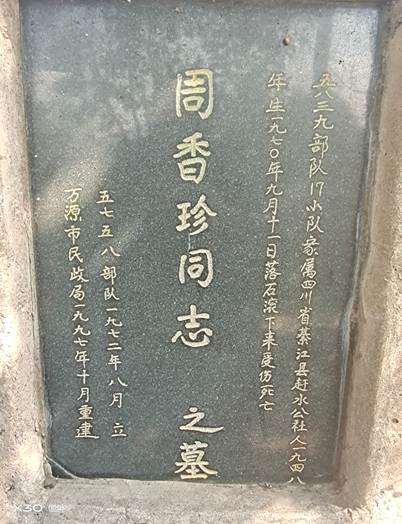 五八三九部队17小队家属四川省綦江县赶水公社人一九四八
年生一九七〇年九月十一日落石滚下来受伤死亡
周香珍同志之墓
五七五八部队一九七二年八月立
万源市民政局一九九七年十月重建
X30